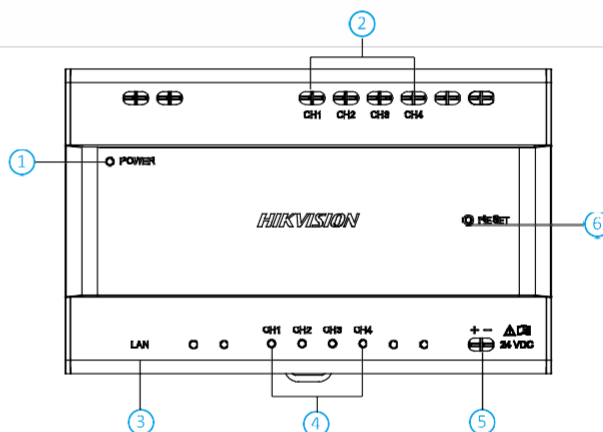 2
CH1 CH2 CH3 CH4
1
POWER
HIKVISION
RESET
6
CH1 CH2 CH3 CH4
+ -
LAN
24 VDC
3
4
5